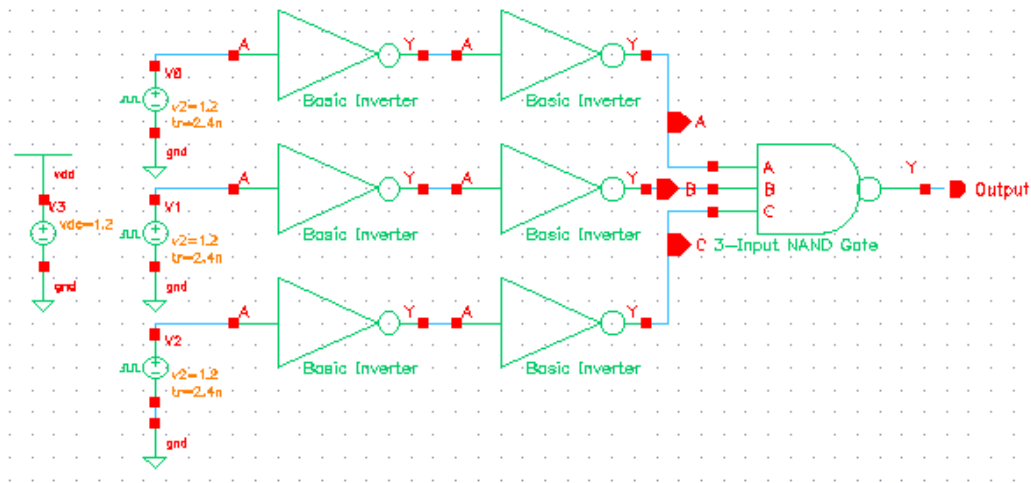 A Y A Y
V0 Basic Inverter Basic Inverter
v2=1.2
tr=2.4n
A
gnd
vdd
A Y A Y
A
Y
V3 V1 B B Output
vdc=1.2
C
v2=1.2 Basic Inverter Basic Inverter C 3-Input NAND Gate
tr=2.4n
gnd gnd
A Y A Y
V2
Basic Inverter Basic Inverter
v2=1.2
tr=2.4n
gnd